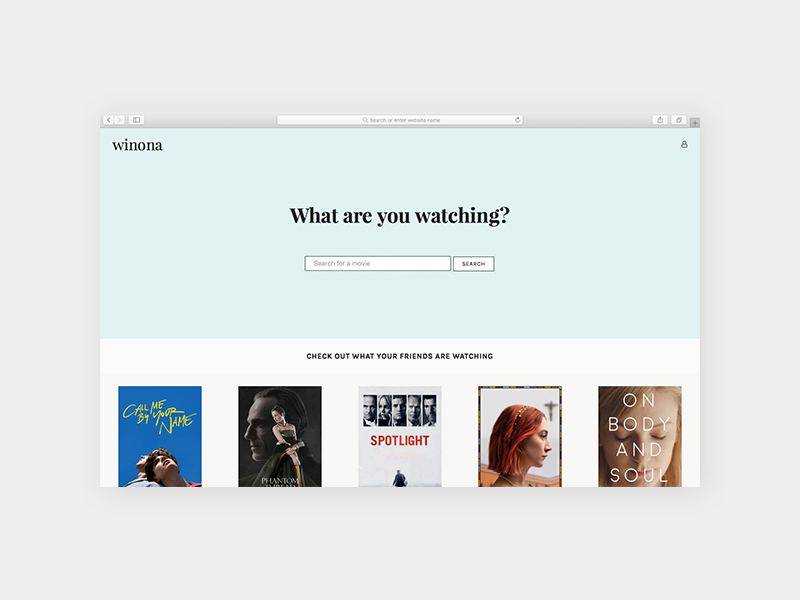 Search or enter website name
winona
What are you watching?
Search for a movie
SEARCH
CHECK OUT WHAT YOUR FRIENDS ARE WATCHING
CALL ME
BY YOUR
NAME
PHANTOM
THREAD
SPOTLIGHT
ON
BODY
AND
SOUL